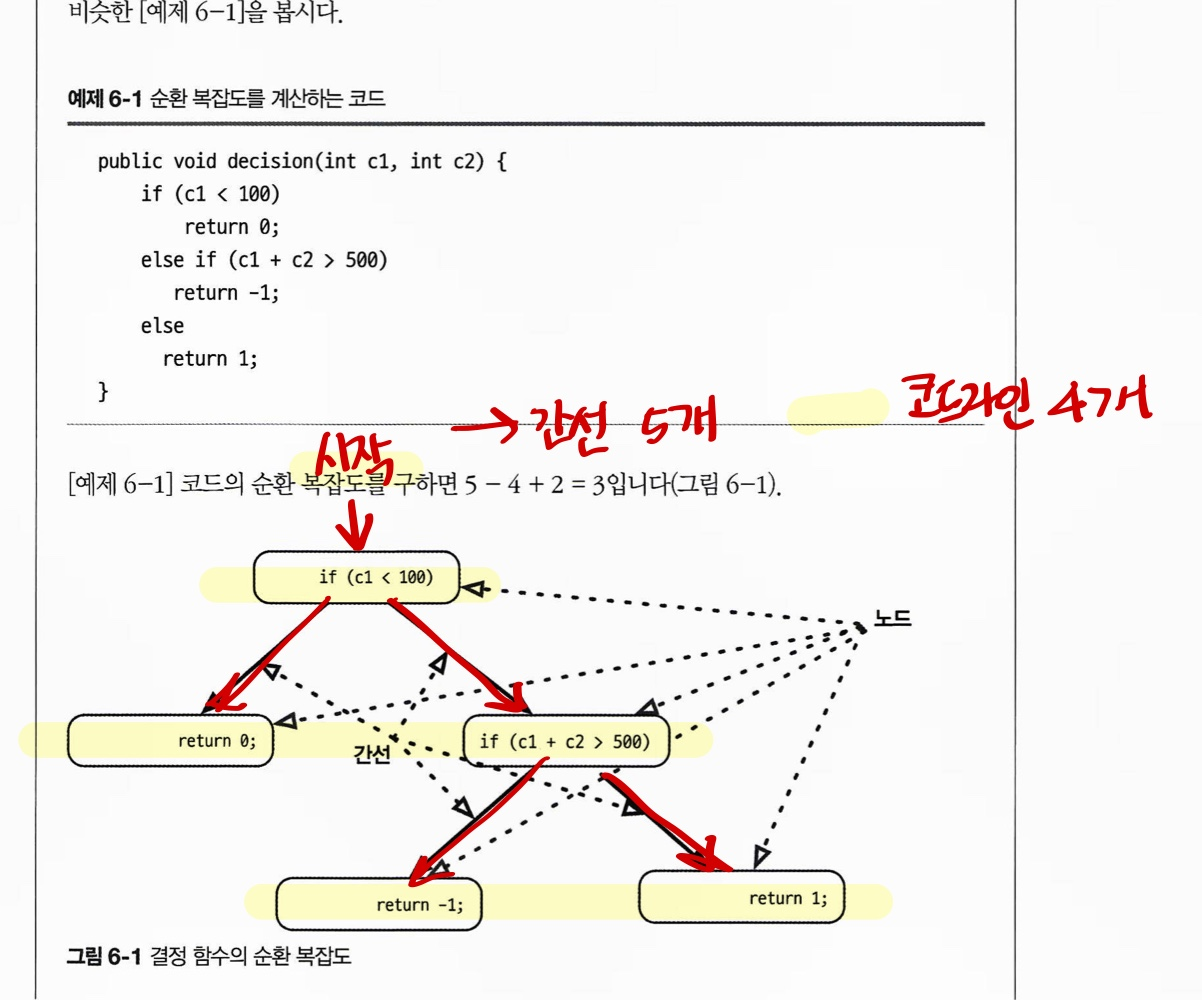 비슷한 [예제 6-1]을 봅시다.
예제 6-1 순환 복잡도를 계산하는 코드
public void decision(int c1, int c2) {
if (c1 < 100)
return 0;
else if (c1 + c2 > 500)
return -1;
else
return 1;
}
→ 간선 5개
코드라인 4개
시작
[예제 6-1] 코드의 순환 복잡도를 구하면 5 - 4 + 2 = 3입니다(그림 6-1).
if (c1 < 100)
노드
return 0;
간선
if (c1 + c2 > 500)
return -1;
return 1;
그림 6-1 결정 함수의 순환 복잡도